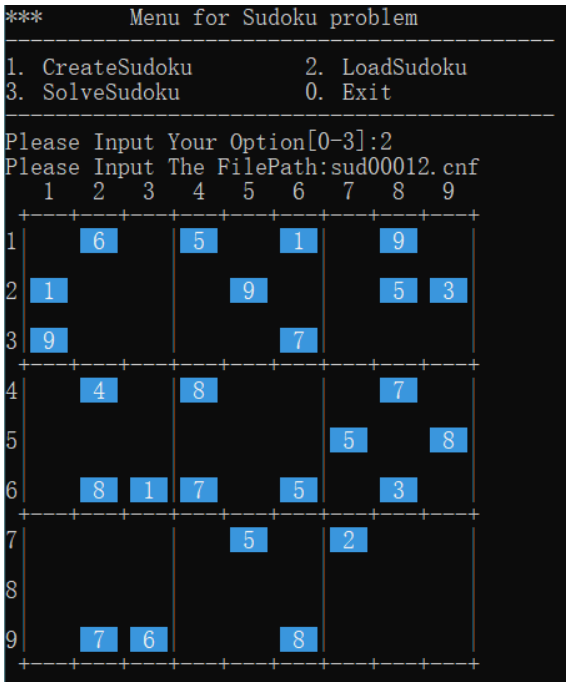 ***        Menu for Sudoku problem
--------------------------------------------
1. CreateSudoku         2. LoadSudoku
3. SolveSudoku          0. Exit
--------------------------------------------
Please Input Your Option[0-3]:2
Please Input The FilePath:sud00012.cnf
   1   2   3   4   5   6   7   8   9
 +---+---+---+---+---+---+---+---+---+
1|     6     | 5       1 |     9     |
2| 1         |     9     |     5   3 |
3| 9         |         7 |           |
 +---+---+---+---+---+---+---+---+---+
4|     4     | 8         |     7     |
5|           |           | 5       8 |
6|     8   1 | 7       5 |     3     |
 +---+---+---+---+---+---+---+---+---+
7|           |     5     | 2         |
8|           |           |           |
9|     7   6 |         8 |           |
 +---+---+---+---+---+---+---+---+---+